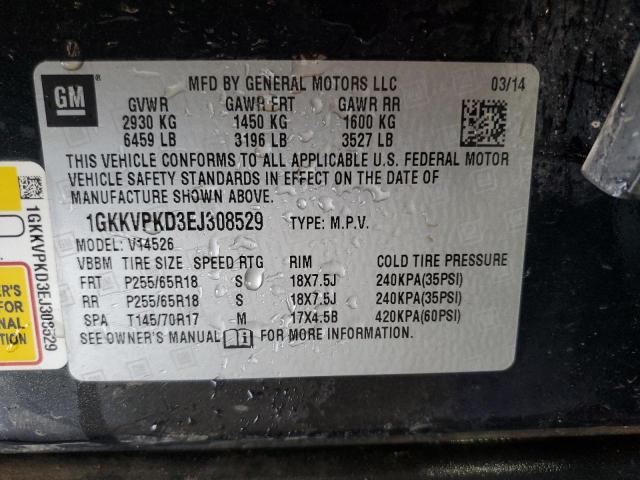 GM ® MFD BY GENERAL MOTORS LLC 03/14
GVWR GAWR FRT GAWR RR
2930 KG 1450 KG 1600 KG
6459 LB 3196 LB 3527 LB
THIS VEHICLE CONFORMS TO ALL APPLICABLE U.S. FEDERAL MOTOR
VEHICLE SAFETY STANDARDS IN EFFECT ON THE DATE OF
MANUFACTURE SHOWN ABOVE.
1GKKVPKD3EJ308529 TYPE: M.P.V.
MODEL: V14526
VBBM TIRE SIZE SPEED RTG RIM COLD TIRE PRESSURE
FRT P255/65R18 S 18X7.5J 240KPA(35PSI)
RR P255/65R18 S 18X7.5J 240KPA(35PSI)
SPA T145/70R17 M 17X4.5B 420KPA(60PSI)
SEE OWNER'S MANUAL FOR MORE INFORMATION.
1GKKVPKD3EJ308529
ER'S
FOR
NAL